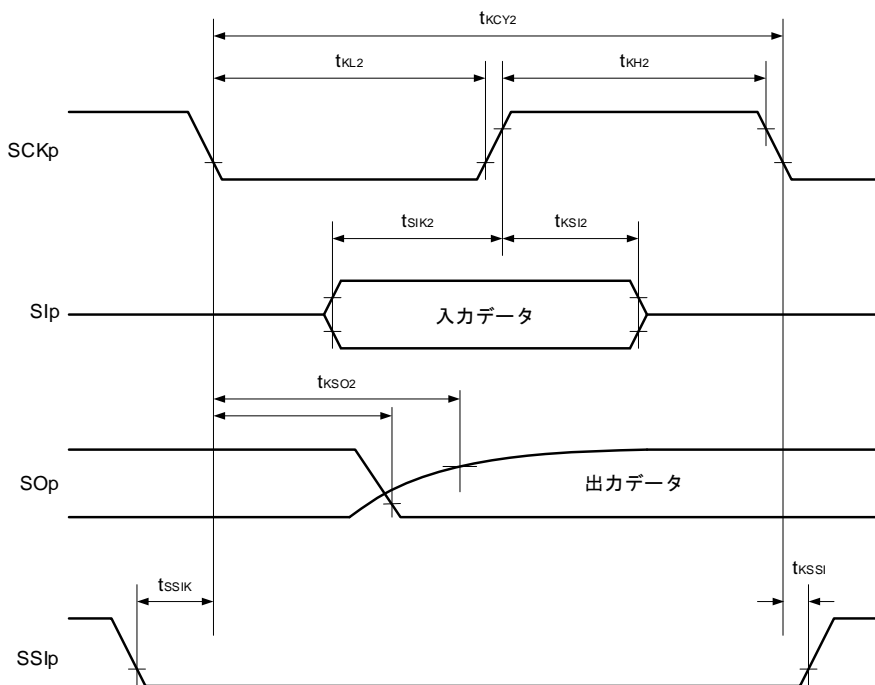 tKCY2
tKL2
tKH2
SCKp
tSIK2
tKSI2
SIp
入力データ
tKSO2
SOp
出力データ
tSSIK
tKSSI
SSIp